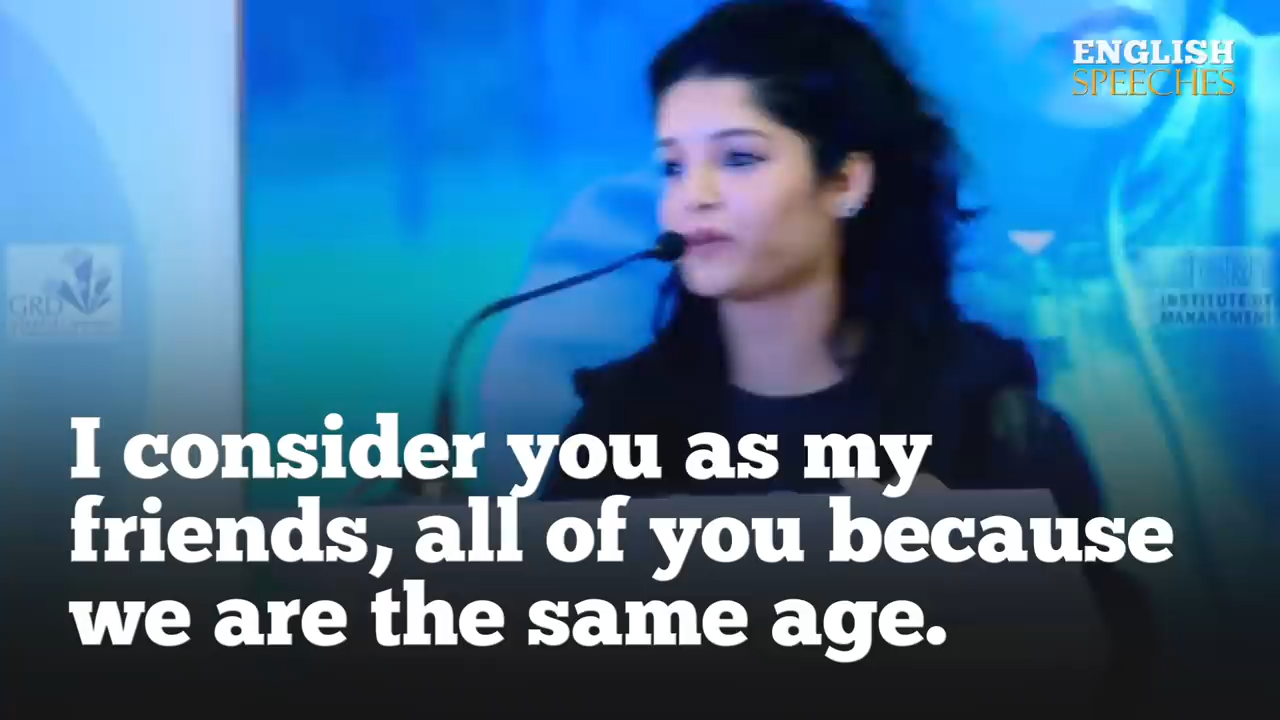 ENGLISH
SPEECHES
GRD
INSTITUTE OF
MANAGEMENT
I consider you as my
friends, all of you because
we are the same age.